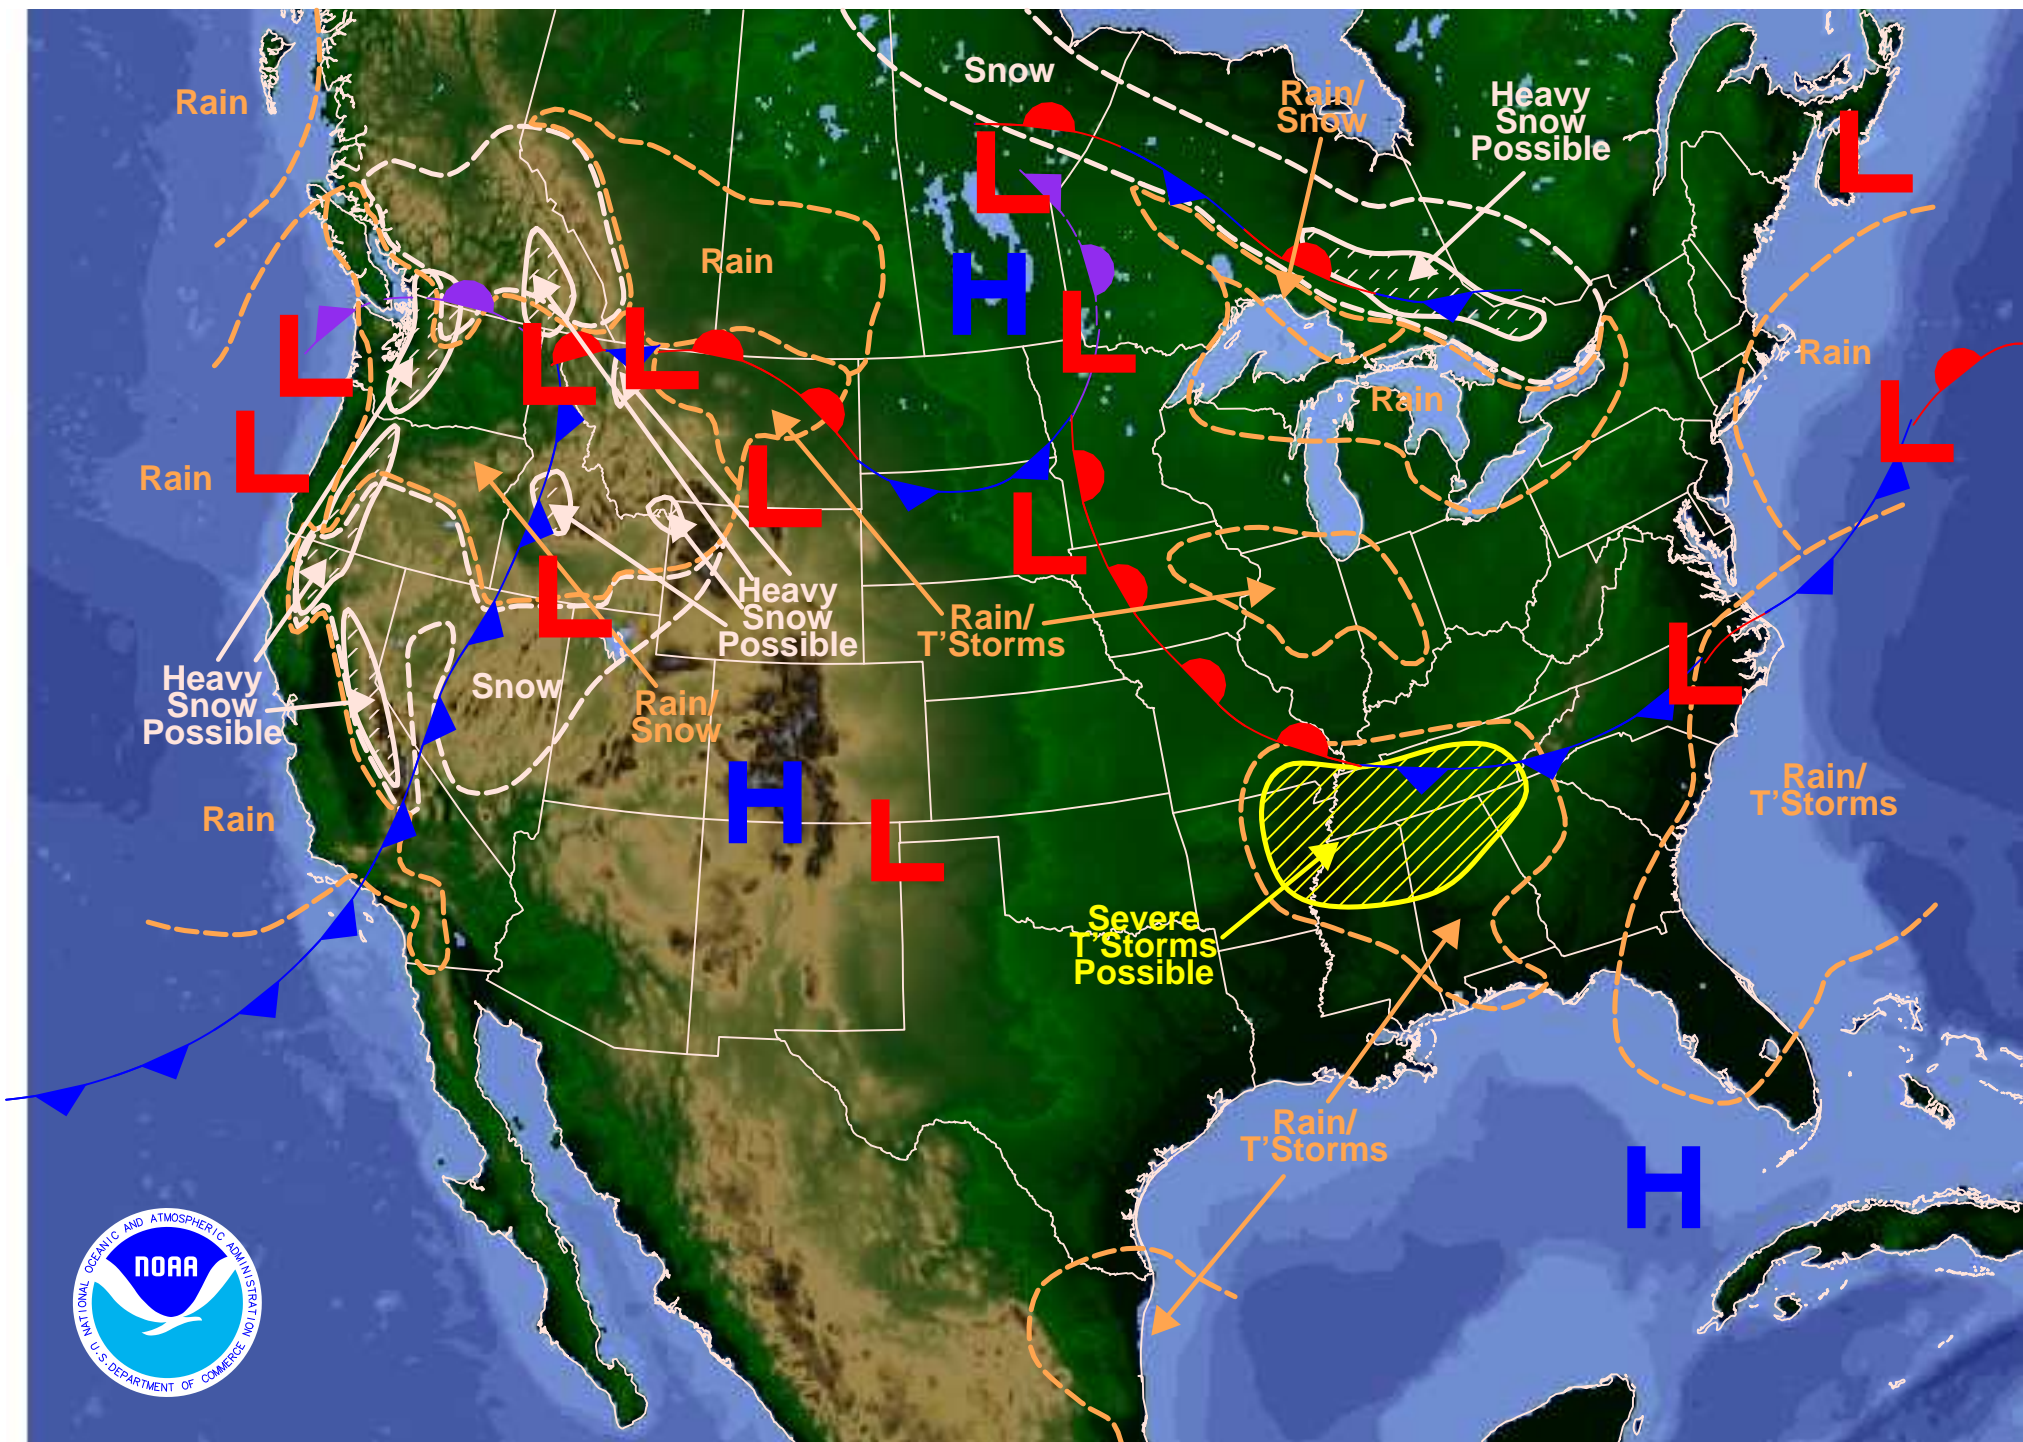 Snow
Rain/
Snow
Heavy
Snow
Possible
Rain
L
L
Rain
H
L
L
L
L
Rain
L
Rain
L
L
Rain
L
L
L
Heavy
Snow
Possible
Rain/
T'Storms
L
Heavy
Snow
Possible
Snow
Rain/
Snow
Rain/
T'Storms
Rain
H
L
Severe
T'Storms
Possible
Rain/
T'Storms
H
NATIONAL OCEANIC AND ATMOSPHERIC ADMINISTRATION
NOAA
U.S. DEPARTMENT OF COMMERCE